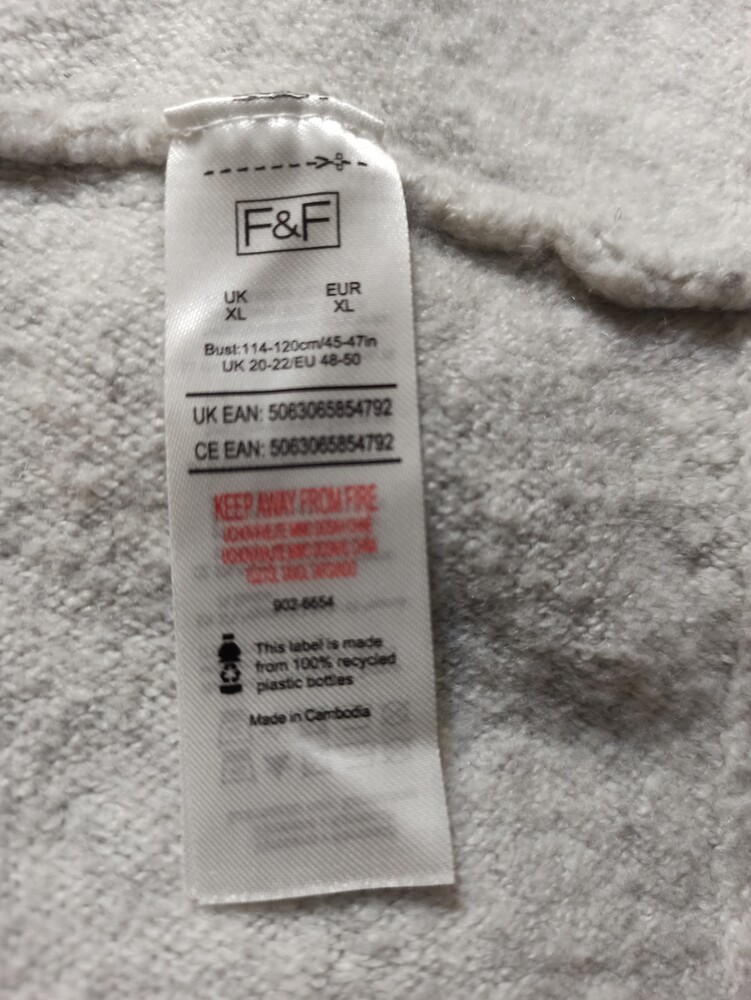 F&F
UK EUR
XL XL
Bust:114-120cm/45-47in
UK 20-22/EU 48-50
UK EAN: 5063065854792
CE EAN: 5063065854792
KEEP AWAY FROM FIRE
902-6654
This label is made
from 100% recycled
plastic bottles
Made in Cambodia